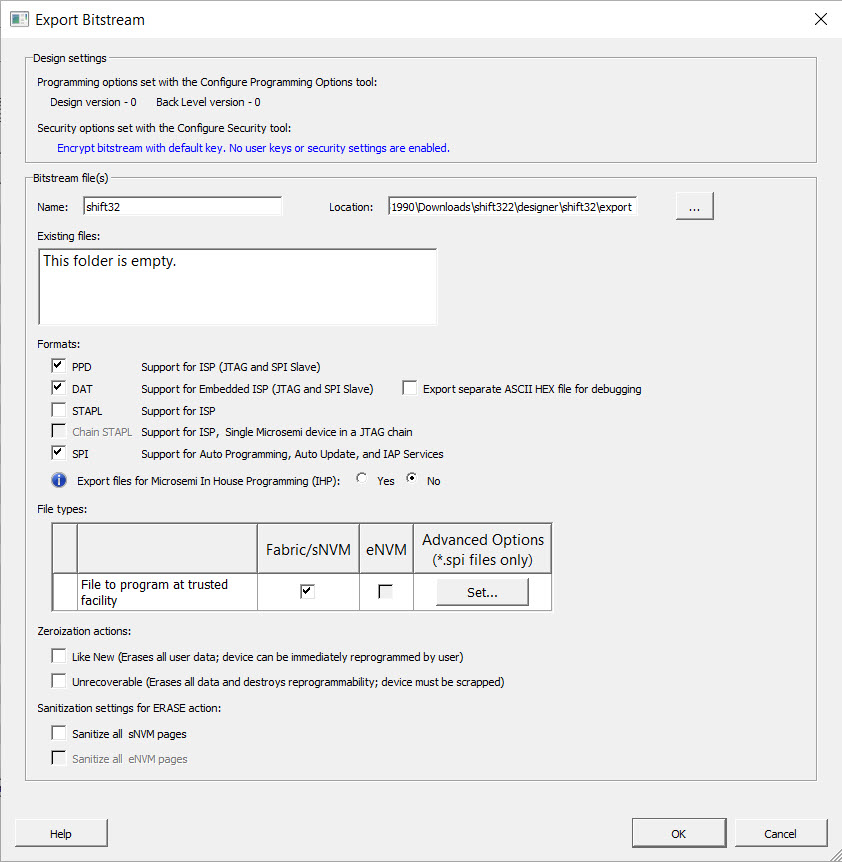 Export Bitstream
Design settings
Programming options set with the Configure Programming Options tool:
Design version - 0 Back Level version - 0
Security options set with the Configure Security tool:
Encrypt bitstream with default key. No user keys or security settings are enabled.
Bitstream file(s)
Name: shift32 Location: 1990\Downloads\shift322\designer\shift32\export ...
Existing files:
This folder is empty.
Formats:
PPD Support for ISP (JTAG and SPI Slave)
DAT Support for Embedded ISP (JTAG and SPI Slave) Export separate ASCII HEX file for debugging
STAPL Support for ISP
Chain STAPL Support for ISP, Single Microsemi device in a JTAG chain
SPI Support for Auto Programming, Auto Update, and IAP Services
Export files for Microsemi In House Programming (IHP): Yes No
File types:
Fabric/sNVM eNVM Advanced Options
(*.spi files only)
File to program at trusted
facility
Set...
Zeroization actions:
Like New (Erases all user data; device can be immediately reprogrammed by user)
Unrecoverable (Erases all data and destroys reprogrammability; device must be scrapped)
Sanitization settings for ERASE action:
Sanitize all sNVM pages
Sanitize all eNVM pages
Help OK Cancel